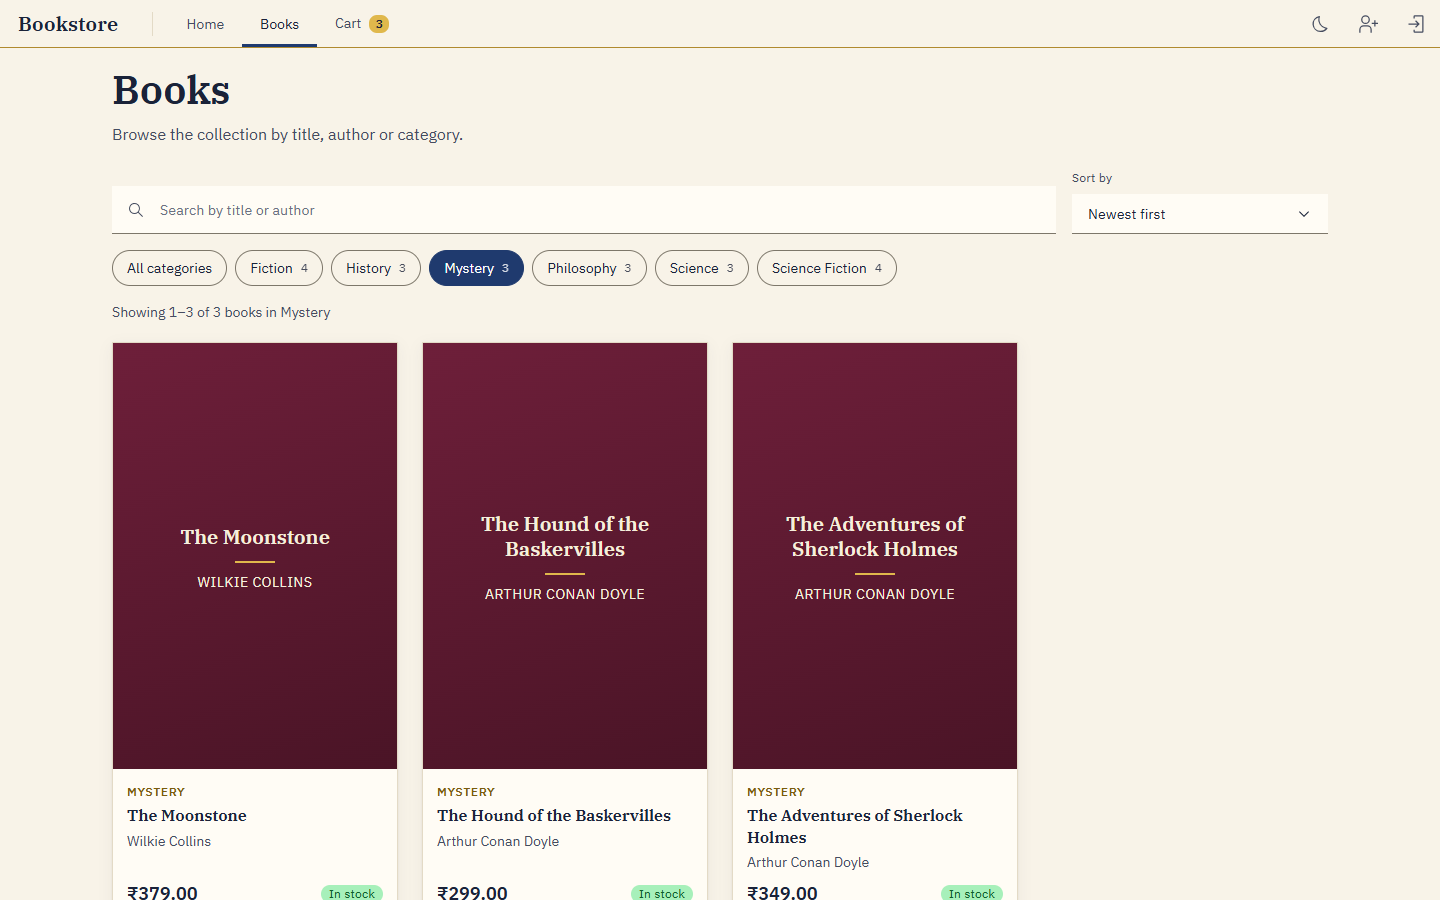 Bookstore
Home
Books
Cart 3
Books
Browse the collection by title, author or category.
Sort by
Search by title or author
Newest first
All categories
Fiction 4
History 3
Mystery 3
Philosophy 3
Science 3
Science Fiction 4
Showing 1–3 of 3 books in Mystery
The Moonstone
WILKIE COLLINS
The Hound of the
Baskervilles
ARTHUR CONAN DOYLE
The Adventures of
Sherlock Holmes
ARTHUR CONAN DOYLE
MYSTERY
The Moonstone
Wilkie Collins
₹379.00
In stock
MYSTERY
The Hound of the Baskervilles
Arthur Conan Doyle
₹299.00
In stock
MYSTERY
The Adventures of Sherlock
Holmes
Arthur Conan Doyle
₹349.00
In stock